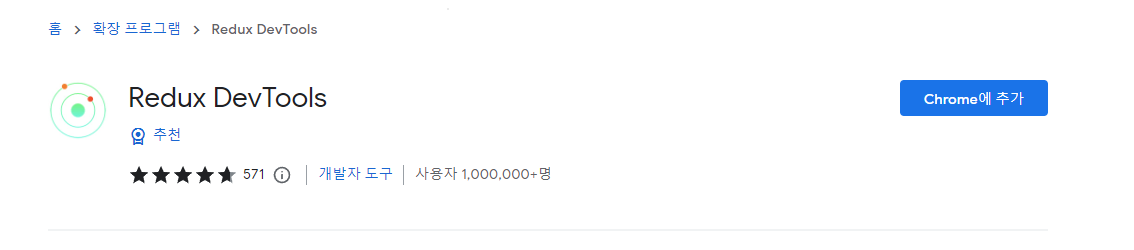 홈 > 확장 프로그램 > Redux DevTools
Redux DevTools
Chrome에 추가
추천
571 개발자 도구 사용자 1,000,000+명